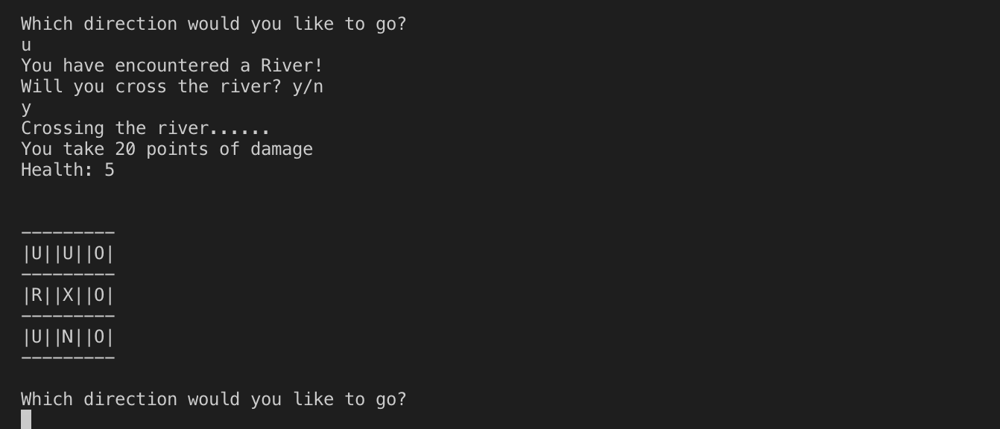 Which direction would you like to go?
u
You have encountered a River!
Will you cross the river? y/n
y
Crossing the river......
You take 20 points of damage
Health: 5
—————————
|U||U||O|
—————————
|R||X||O|
—————————
|U||N||O|
—————————
Which direction would you like to go?